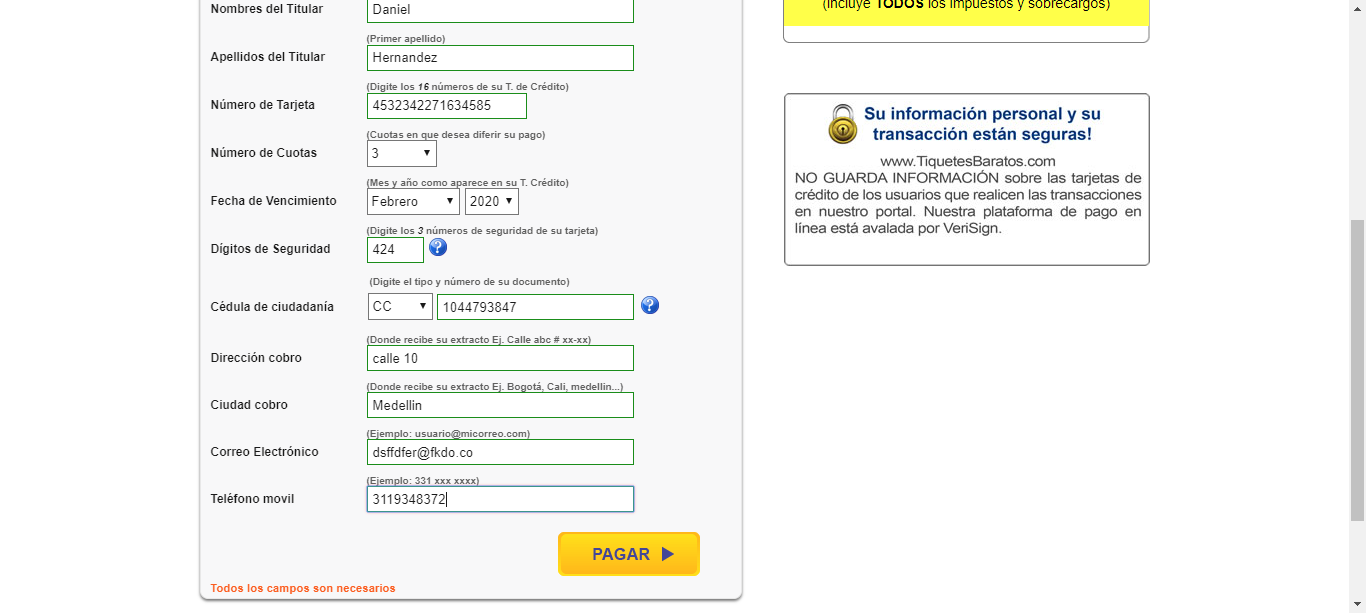 Nombres del Titular
Daniel
(Primer apellido)
Apellidos del Titular
Hernandez
(Digite los 16 números de su T. de Crédito)
Número de Tarjeta
4532342271634585
(Cuotas en que desea diferir su pago)
Número de Cuotas
3
(Mes y año como aparece en su T. Crédito)
Fecha de Vencimiento
Febrero 2020
(Digite los 3 números de seguridad de su tarjeta)
Dígitos de Seguridad
424
(Digite el tipo y número de su documento)
Cédula de ciudadanía
CC 1044793847
(Donde recibe su extracto Ej. Calle abc # xx-xx)
Dirección cobro
calle 10
(Donde recibe su extracto Ej. Bogotá, Cali, medellin...)
Ciudad cobro
Medellin
(Ejemplo: usuario@micorreo.com)
Correo Electrónico
dsffdfer@fkdo.co
(Ejemplo: 331 xxx xxxx)
Teléfono movil
3119348372
PAGAR
Todos los campos son necesarios
(Incluye TODOS los impuestos y sobrecargos)
Su información personal y su
transacción están seguras!
www.TiquetesBaratos.com
NO GUARDA INFORMACIÓN sobre las tarjetas de
crédito de los usuarios que realicen las transacciones
en nuestro portal. Nuestra plataforma de pago en
línea está avalada por VeriSign.